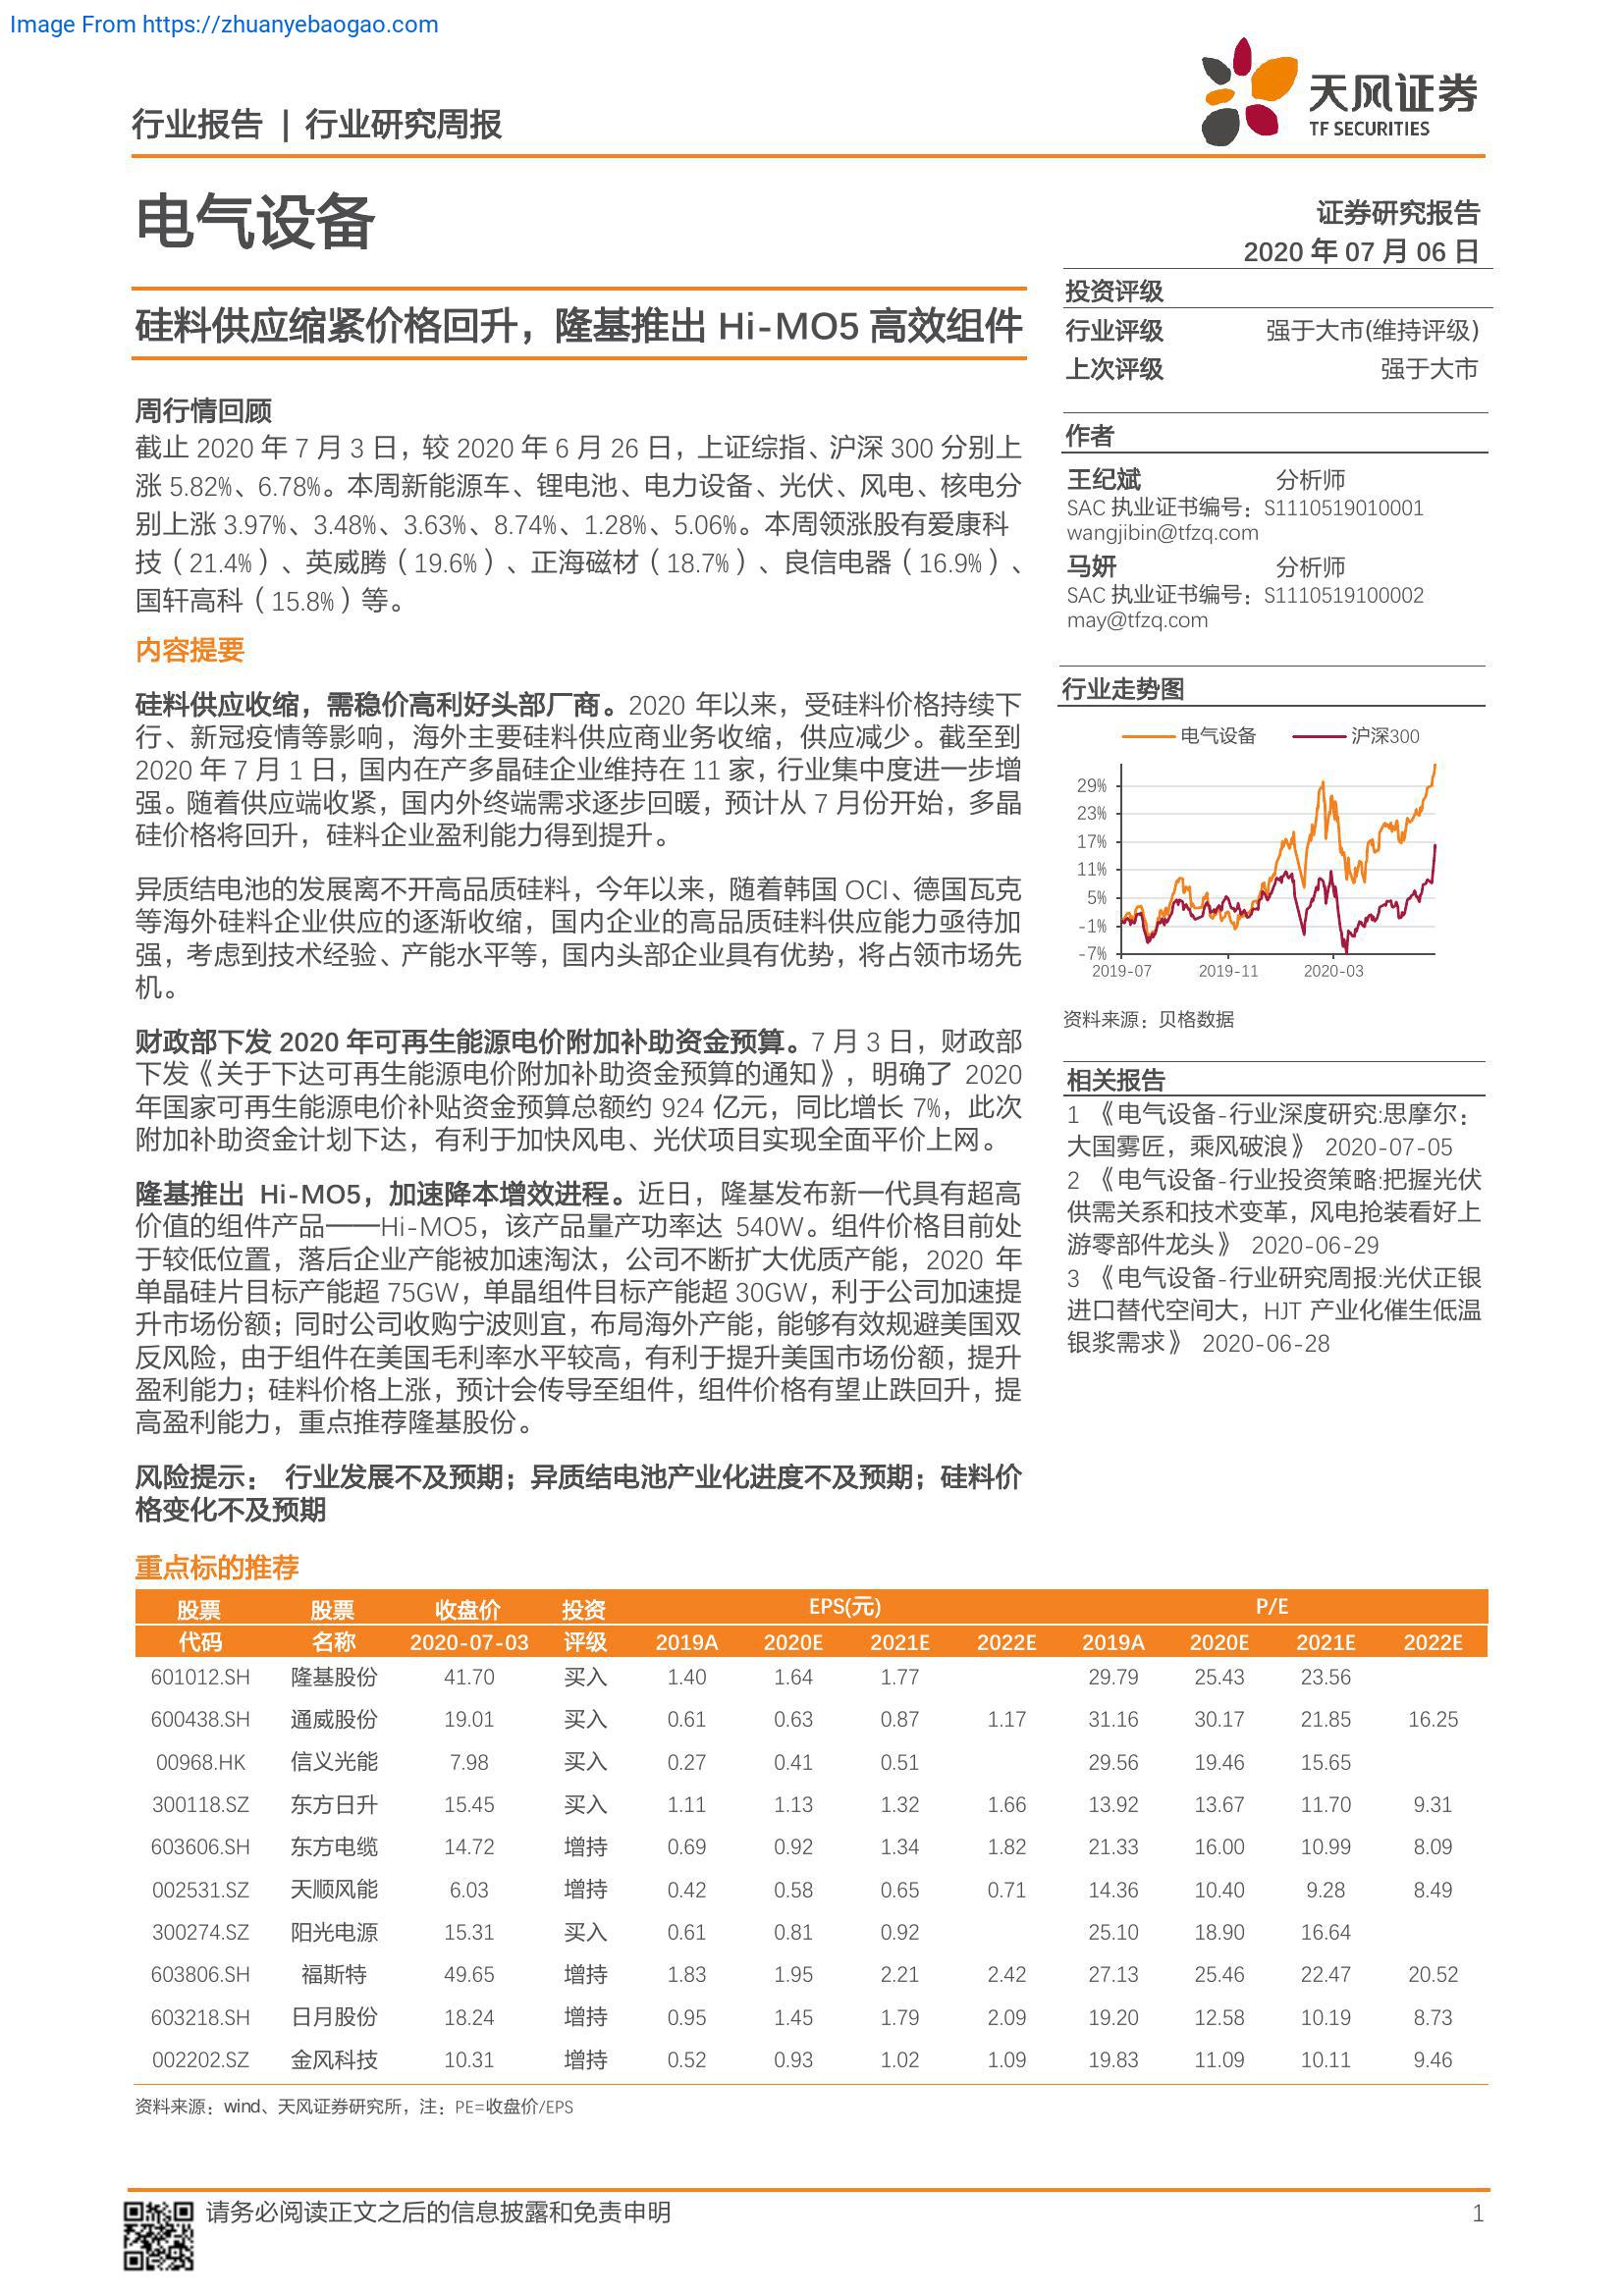 Image From https://zhuanyebaogao.com
行业报告 | 行业研究周报
天风证券
TF SECURITIES
电气设备
证券研究报告
2020 年 07 月 06 日
硅料供应缩紧价格回升，隆基推出 Hi-MO5 高效组件
周行情回顾
截止 2020 年 7 月 3 日，较 2020 年 6 月 26 日，上证综指、沪深 300 分别上
涨 5.82%、6.78%。本周新能源车、锂电池、电力设备、光伏、风电、核电分
别上涨 3.97%、3.48%、3.63%、8.74%、1.28%、5.06%。本周领涨股有爱康科
技（21.4%）、英威腾（19.6%）、正海磁材（18.7%）、良信电器（16.9%）、
国轩高科（15.8%）等。
内容提要
硅料供应收缩，需稳价高利好头部厂商。2020 年以来，受硅料价格持续下
行、新冠疫情等影响，海外主要硅料供应商业务收缩，供应减少。截至到
2020 年 7 月 1 日，国内在产多晶硅企业维持在 11 家，行业集中度进一步增
强。随着供应端收紧，国内外终端需求逐步回暖，预计从 7 月份开始，多晶
硅价格将回升，硅料企业盈利能力得到提升。
异质结电池的发展离不开高品质硅料，今年以来，随着韩国 OCI、德国瓦克
等海外硅料企业供应的逐渐收缩，国内企业的高品质硅料供应能力亟待加
强，考虑到技术经验、产能水平等，国内头部企业具有优势，将占领市场先
机。
财政部下发 2020 年可再生能源电价附加补助资金预算。7 月 3 日，财政部
下发《关于下达可再生能源电价附加补助资金预算的通知》，明确了 2020
年国家可再生能源电价补贴资金预算总额约 924 亿元，同比增长 7%，此次
附加补助资金计划下达，有利于加快风电、光伏项目实现全面平价上网。
隆基推出 Hi-MO5，加速降本增效进程。近日，隆基发布新一代具有超高
价值的组件产品——Hi-MO5，该产品量产功率达 540W。组件价格目前处
于较低位置，落后企业产能被加速淘汰，公司不断扩大优质产能，2020 年
单晶硅片目标产能超 75GW，单晶组件目标产能超 30GW，利于公司加速提
升市场份额；同时公司收购宁波则宜，布局海外产能，能够有效规避美国双
反风险，由于组件在美国毛利率水平较高，有利于提升美国市场份额，提升
盈利能力；硅料价格上涨，预计会传导至组件，组件价格有望止跌回升，提
高盈利能力，重点推荐隆基股份。
风险提示： 行业发展不及预期；异质结电池产业化进度不及预期；硅料价
格变化不及预期
投资评级
行业评级 强于大市(维持评级)
上次评级 强于大市
作者
王纪斌 分析师
SAC 执业证书编号：S1110519010001
wangjibin@tfzq.com
马妍 分析师
SAC 执业证书编号：S1110519100002
may@tfzq.com
行业走势图
电气设备 沪深300
29%
23%
17%
11%
5%
-1%
-7%
2019-07 2019-11 2020-03
资料来源：贝格数据
相关报告
1 《电气设备-行业深度研究:思摩尔：
大国雾匠，乘风破浪》 2020-07-05
2 《电气设备-行业投资策略:把握光伏
供需关系和技术变革，风电抢装看好上
游零部件龙头》 2020-06-29
3 《电气设备-行业研究周报:光伏正银
进口替代空间大，HJT 产业化催生低温
银浆需求》 2020-06-28
重点标的推荐
股票 股票 收盘价 投资 EPS(元) P/E
代码 名称 2020-07-03 评级 2019A 2020E 2021E 2022E 2019A 2020E 2021E 2022E
601012.SH 隆基股份 41.70 买入 1.40 1.64 1.77 29.79 25.43 23.56
600438.SH 通威股份 19.01 买入 0.61 0.63 0.87 1.17 31.16 30.17 21.85 16.25
00968.HK 信义光能 7.98 买入 0.27 0.41 0.51 29.56 19.46 15.65
300118.SZ 东方日升 15.45 买入 1.11 1.13 1.32 1.66 13.92 13.67 11.70 9.31
603606.SH 东方电缆 14.72 增持 0.69 0.92 1.34 1.82 21.33 16.00 10.99 8.09
002531.SZ 天顺风能 6.03 增持 0.42 0.58 0.65 0.71 14.36 10.40 9.28 8.49
300274.SZ 阳光电源 15.31 买入 0.61 0.81 0.92 25.10 18.90 16.64
603806.SH 福斯特 49.65 增持 1.83 1.95 2.21 2.42 27.13 25.46 22.47 20.52
603218.SH 日月股份 18.24 增持 0.95 1.45 1.79 2.09 19.20 12.58 10.19 8.73
002202.SZ 金风科技 10.31 增持 0.52 0.93 1.02 1.09 19.83 11.09 10.11 9.46
资料来源：wind、天风证券研究所，注：PE=收盘价/EPS
请务必阅读正文之后的信息披露和免责申明 1